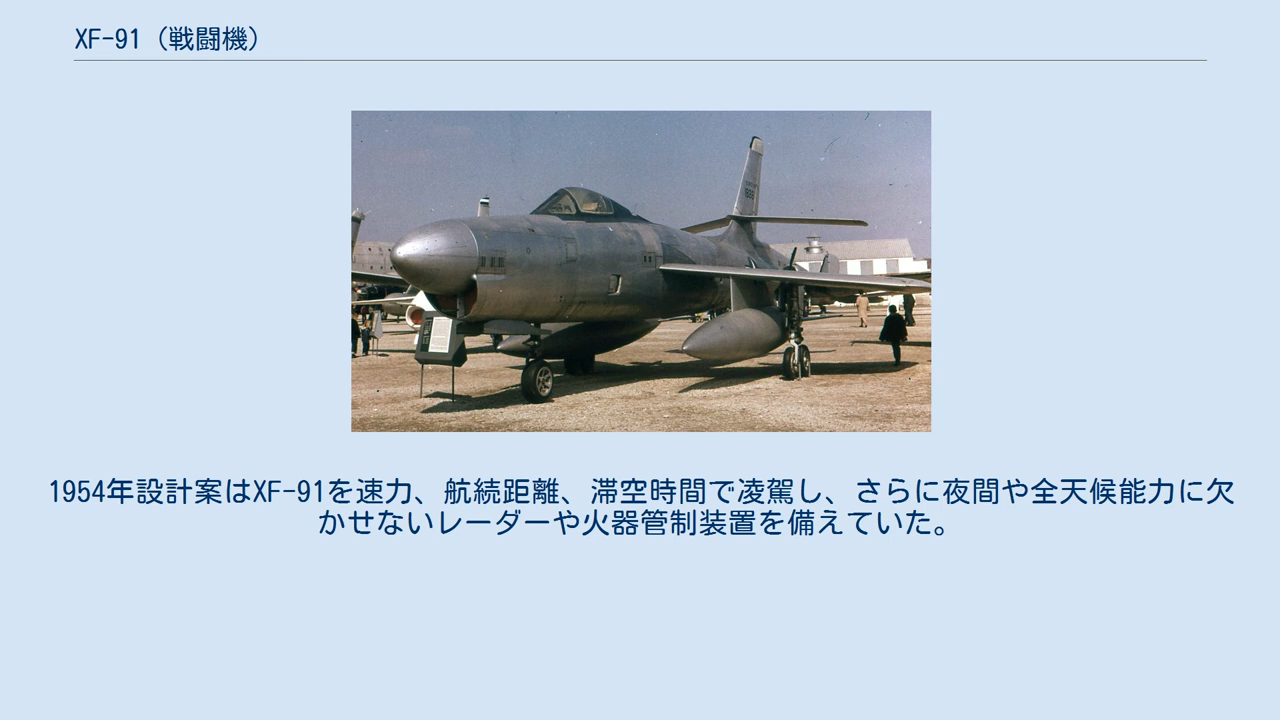 XF-91（戦闘機）
1954年設計案はXF-91を速力、航続距離、滞空時間で凌駕し、さらに夜間や全天候能力に欠
かせないレーダーや火器管制装置を備えていた。